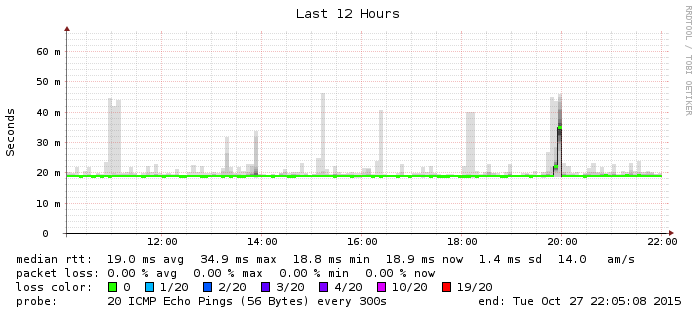 Last 12 Hours
RRDTOOL / TOBI OETIKER
Seconds
60 m
50 m
40 m
30 m
20 m
10 m
0
12:00 14:00 16:00 18:00 20:00 22:00
median rtt: 19.0 ms avg 34.9 ms max 18.8 ms min 18.9 ms now 1.4 ms sd 14.0 am/s
packet loss: 0.00 % avg 0.00 % max 0.00 % min 0.00 % now
loss color: 0 1/20 2/20 3/20 4/20 10/20 19/20
probe: 20 ICMP Echo Pings (56 Bytes) every 300s end: Tue Oct 27 22:05:08 2015